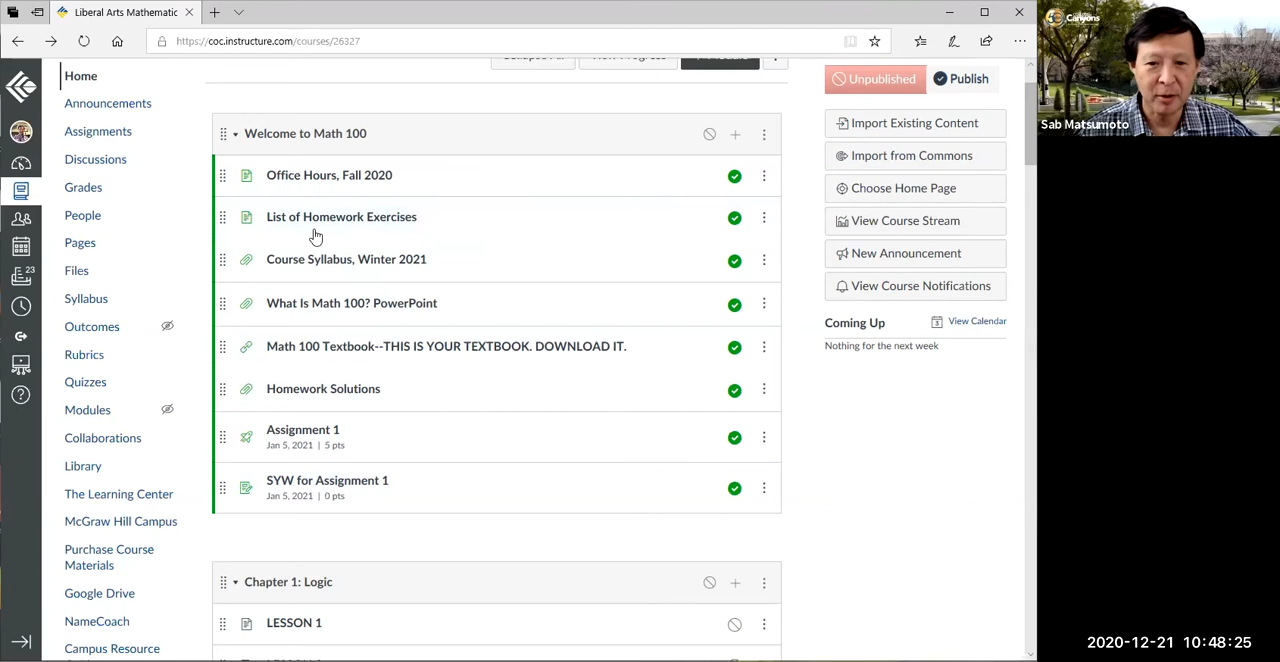 Liberal Arts Mathematic
https://coc.instructure.com/courses/26327
Canyons
Sab Matsumoto
Home
Announcements
Assignments
Discussions
Grades
People
Pages
Files
Syllabus
Outcomes
Rubrics
Quizzes
Modules
Collaborations
Library
The Learning Center
McGraw Hill Campus
Purchase Course
Materials
Google Drive
NameCoach
Campus Resource
23
Welcome to Math 100
Office Hours, Fall 2020
List of Homework Exercises
Course Syllabus, Winter 2021
What Is Math 100? PowerPoint
Math 100 Textbook--THIS IS YOUR TEXTBOOK. DOWNLOAD IT.
Homework Solutions
Assignment 1
Jan 5, 2021 | 5 pts
SYW for Assignment 1
Jan 5, 2021 | 0 pts
Chapter 1: Logic
LESSON 1
Unpublished
Publish
Import Existing Content
Import from Commons
Choose Home Page
View Course Stream
New Announcement
View Course Notifications
Coming Up
View Calendar
Nothing for the next week
2020-12-21 10:48:25